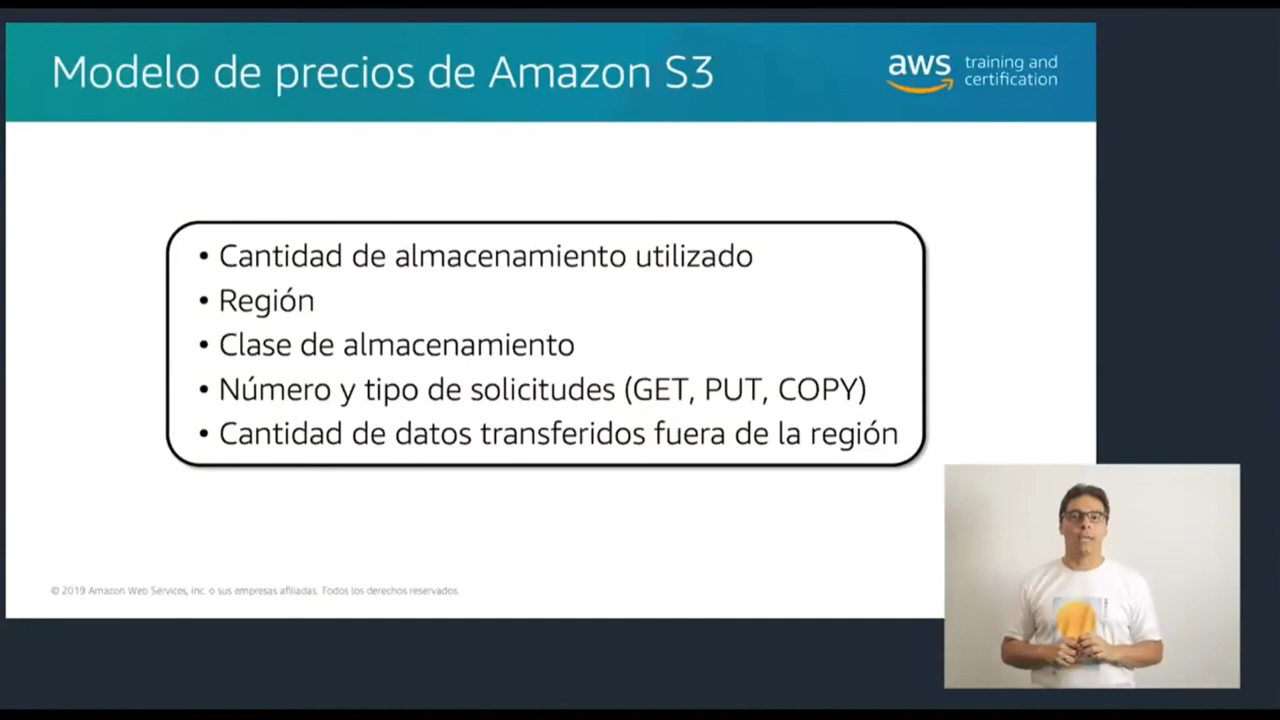 Modelo de precios de Amazon S3
aws training and
certification
• Cantidad de almacenamiento utilizado
• Región
• Clase de almacenamiento
• Número y tipo de solicitudes (GET, PUT, COPY)
• Cantidad de datos transferidos fuera de la región
© 2019 Amazon Web Services, Inc. o sus empresas afiliadas. Todos los derechos reservados.